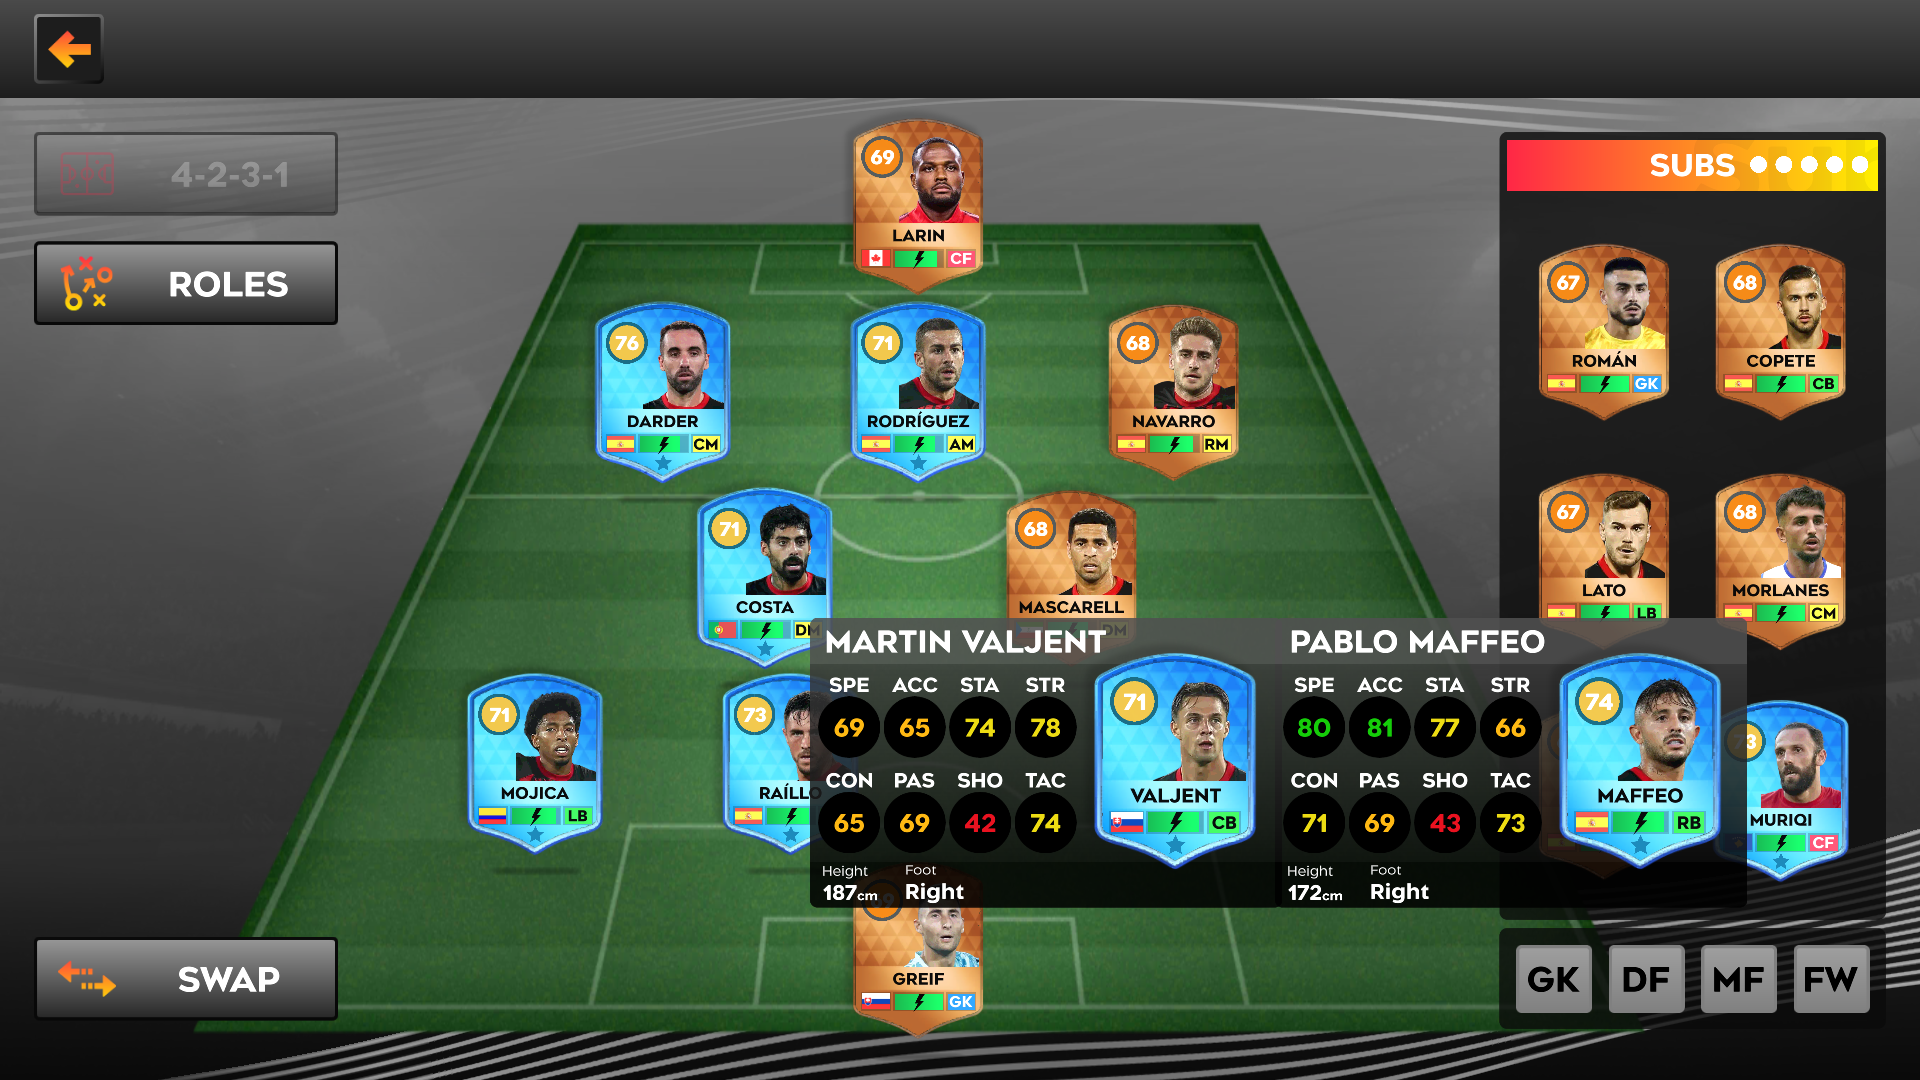 4-2-3-1
ROLES
SWAP
69
LARIN
CF
76
DARDER
CM
71
RODRÍGUEZ
AM
68
NAVARRO
RM
71
COSTA
DM
68
MASCARELL
DM
71
MOJICA
LB
73
RAÍLLO
GREIF
GK
MARTIN VALJENT
SPE ACC STA STR
69 65 74 78
CON PAS SHO TAC
65 69 42 74
Height Foot
187cm Right
71
VALJENT
CB
PABLO MAFFEO
SPE ACC STA STR
80 81 77 66
CON PAS SHO TAC
71 69 43 73
Height Foot
172cm Right
74
MAFFEO
RB
SUBS
67
ROMÁN
GK
68
COPETE
CB
67
LATO
LB
68
MORLANES
CM
MURIQI
CF
GK DF MF FW